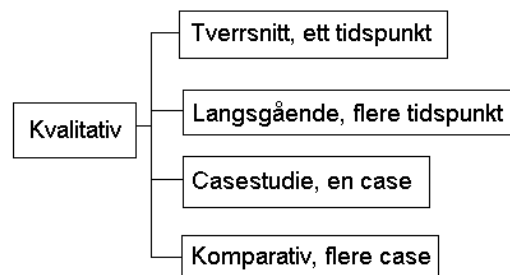 Tverrsnitt, ett tidspunkt
Langsgående, flere tidspunkt
Kvalitativ
Casestudie, en case
Komparativ, flere case